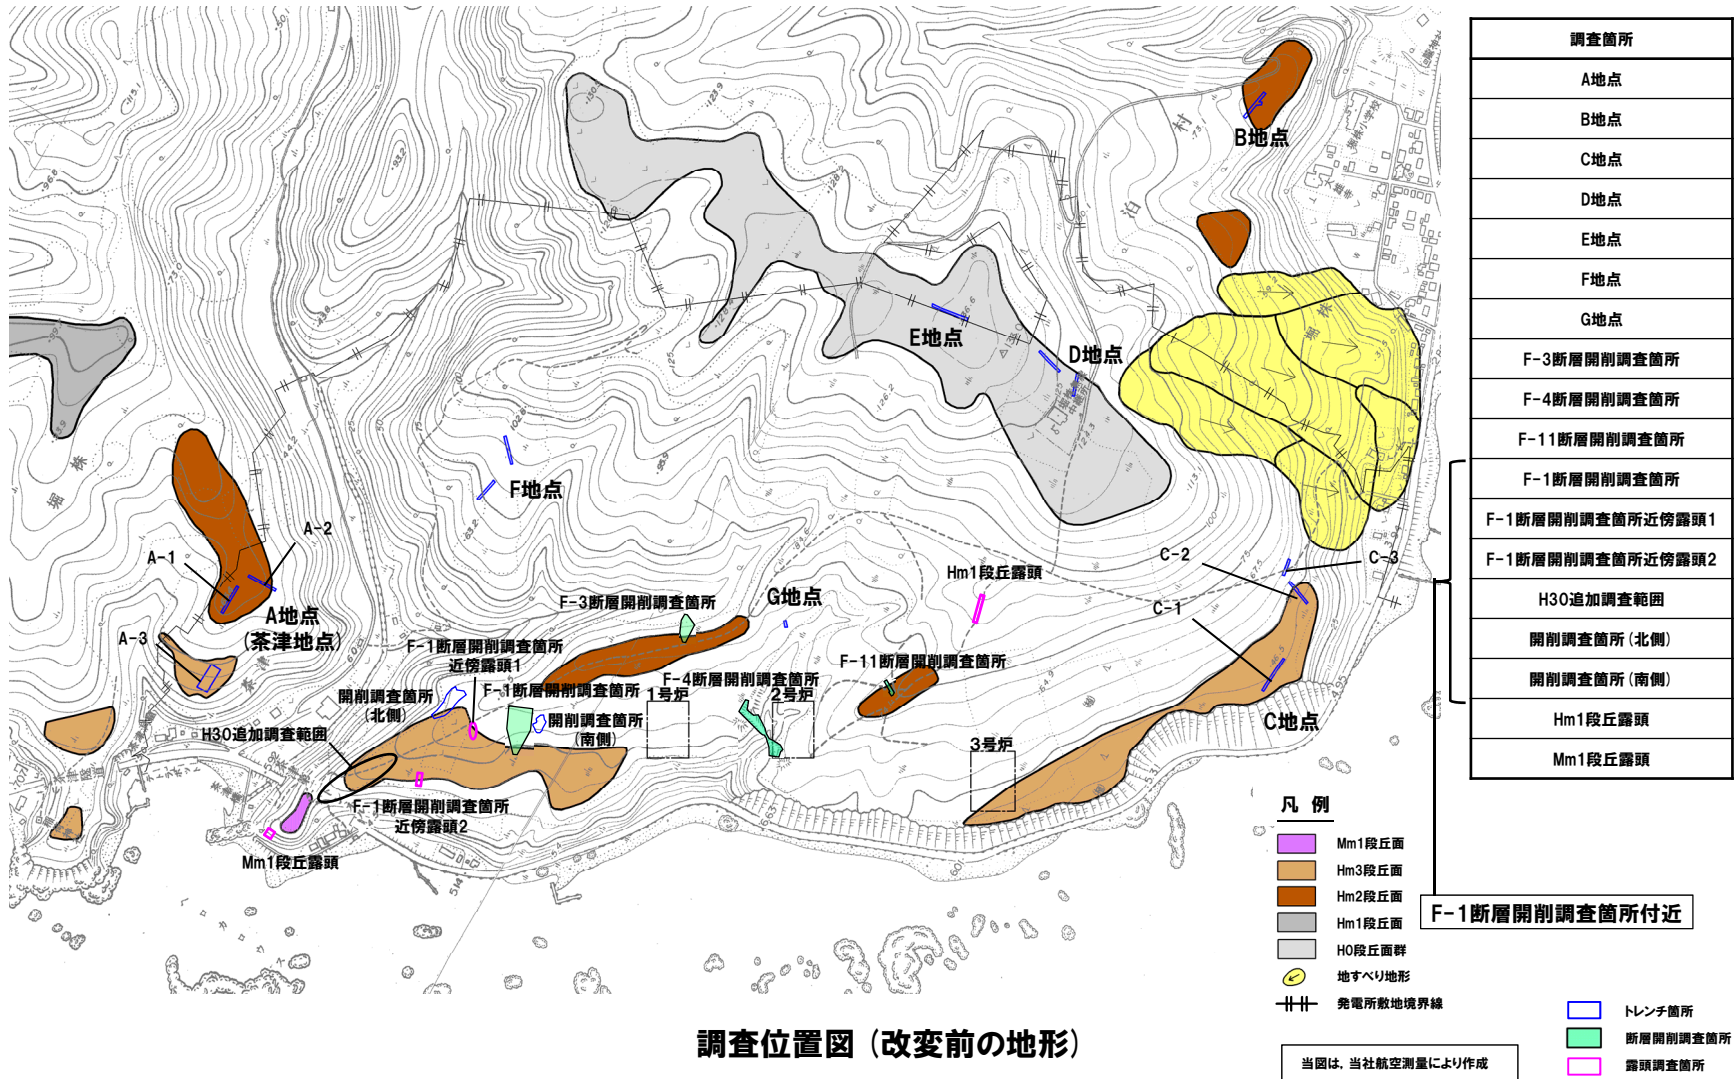 調査箇所
A地点
B地点
C地点
D地点
E地点
F地点
G地点
F-3断層開削調査箇所
F-4断層開削調査箇所
F-11断層開削調査箇所
F-1断層開削調査箇所
F-1断層開削調査箇所近傍露頭1
F-1断層開削調査箇所近傍露頭2
H30追加調査範囲
開削調査箇所(北側)
開削調査箇所(南側)
Hm1段丘露頭
Mm1段丘露頭
F-1断層開削調査箇所付近
B地点
E地点
D地点
F地点
A-2
A-1
A地点
(茶津地点)
A-3
C-2
C-3
C-1
C地点
Hm1段丘露頭
G地点
F-3断層開削調査箇所
F-1断層開削調査箇所
近傍露頭1
F-1断層開削調査箇所
開削調査箇所
(北側)
開削調査箇所
(南側)
H30追加調査範囲
F-4断層開削調査箇所
F-11断層開削調査箇所
1号炉
2号炉
3号炉
F-1断層開削調査箇所
近傍露頭2
Mm1段丘露頭
村
泊
堀株
堀
株
茶
津
凡 例
Mm1段丘面
Hm3段丘面
Hm2段丘面
Hm1段丘面
H0段丘面群
地すべり地形
発電所敷地境界線
トレンチ箇所
断層開削調査箇所
露頭調査箇所
当図は,当社航空測量により作成
調査位置図(改変前の地形)